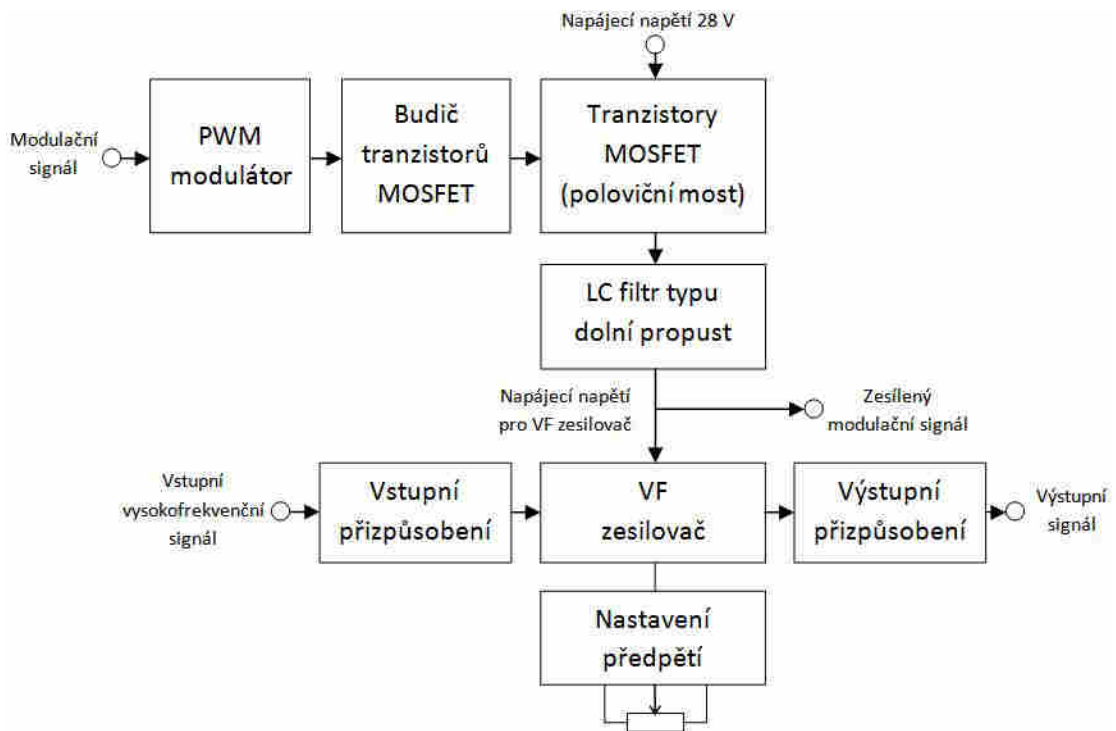 Napájecí napětí 28 V
Modulační
signál
PWM
modulátor
Budič
tranzistorů
MOSFET
Tranzistory
MOSFET
(poloviční most)
LC filtr typu
dolní propust
Napájecí napětí
pro VF zesilovač
Zesílený
modulační signál
Vstupní
vysokofrekvenční
signál
Vstupní
přizpůsobení
VF
zesilovač
Výstupní
přizpůsobení
Výstupní
signál
Nastavení
předpětí